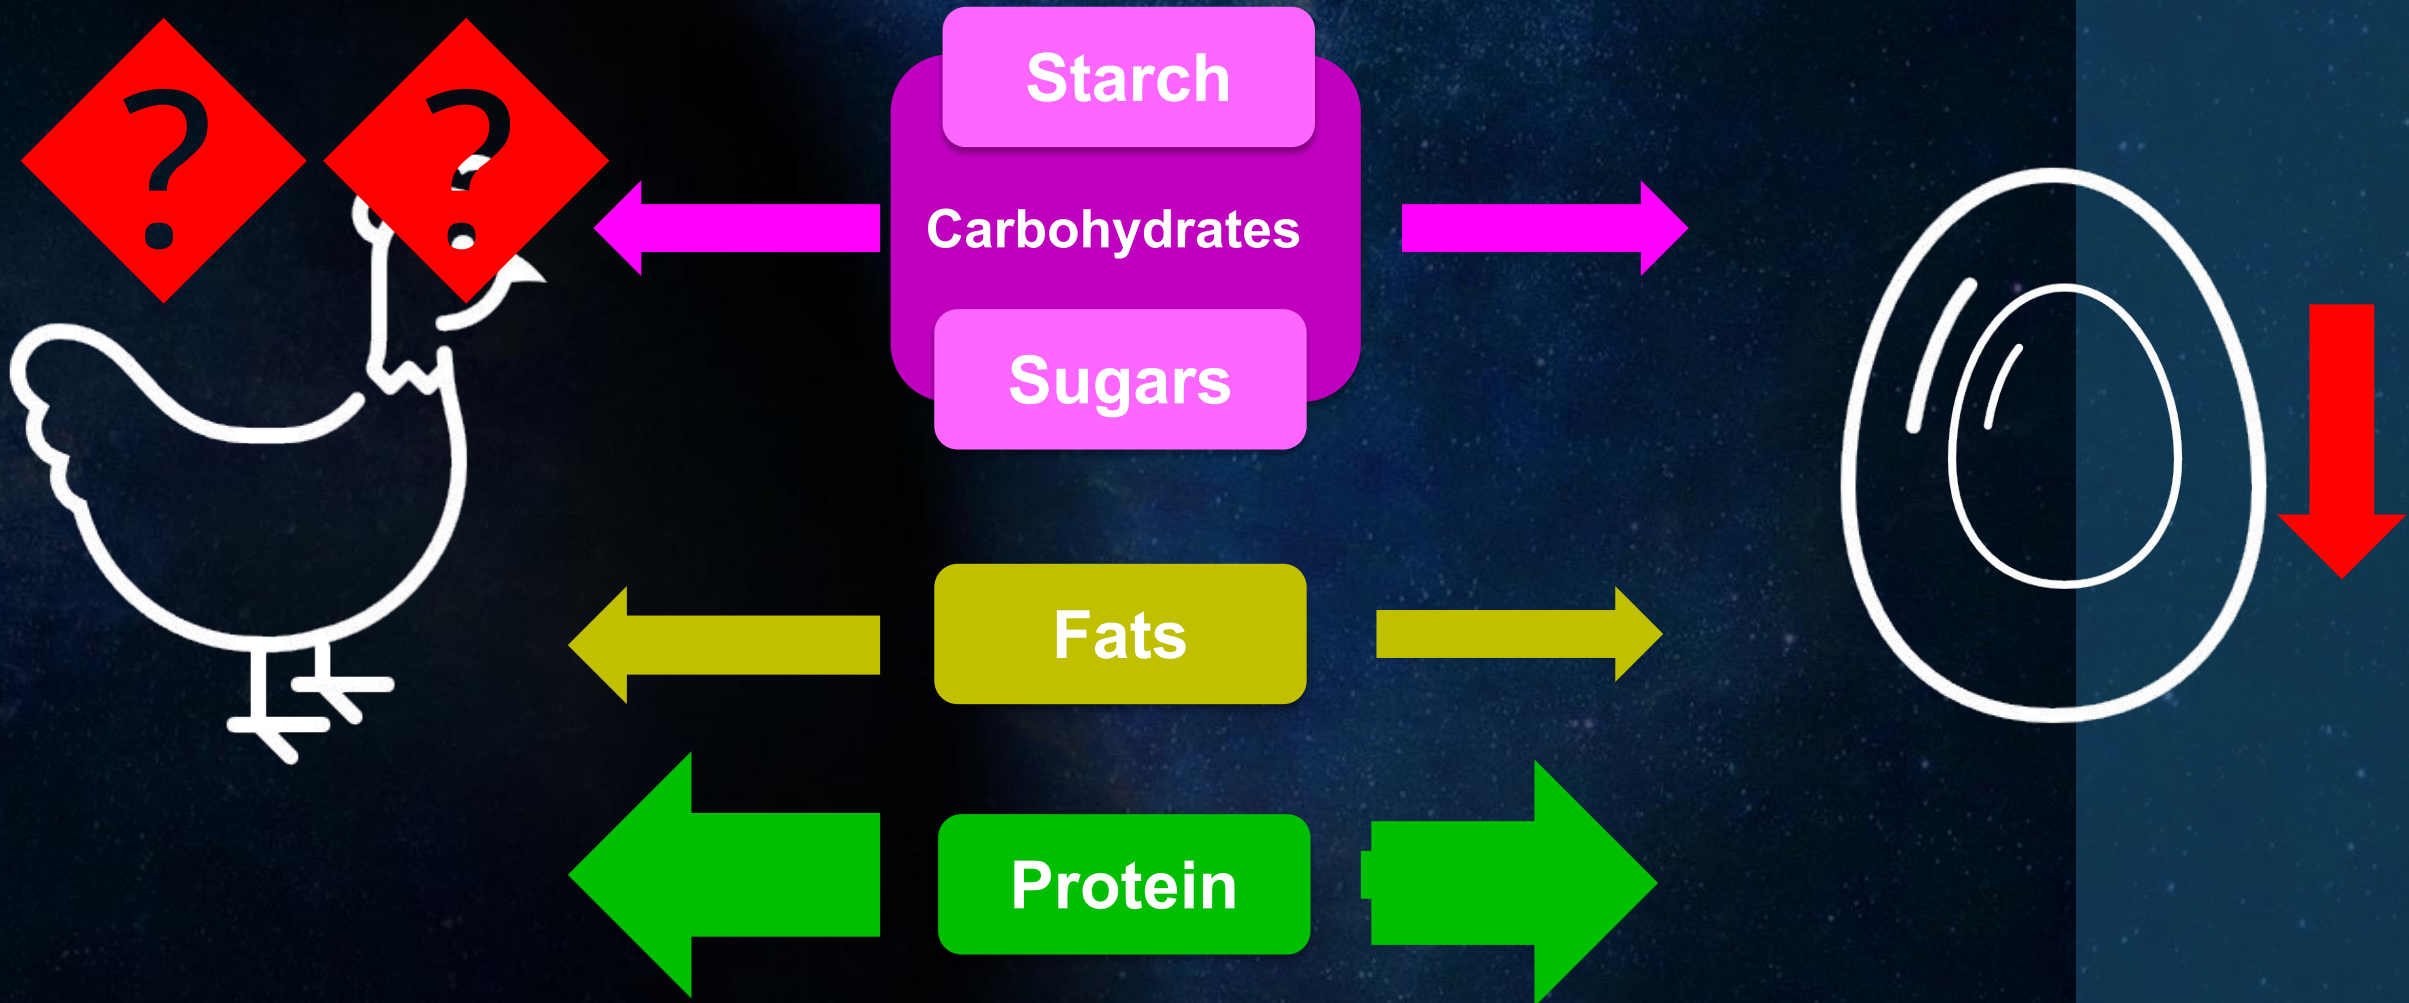 ? ?
Starch
Carbohydrates
Sugars
Fats
Protein